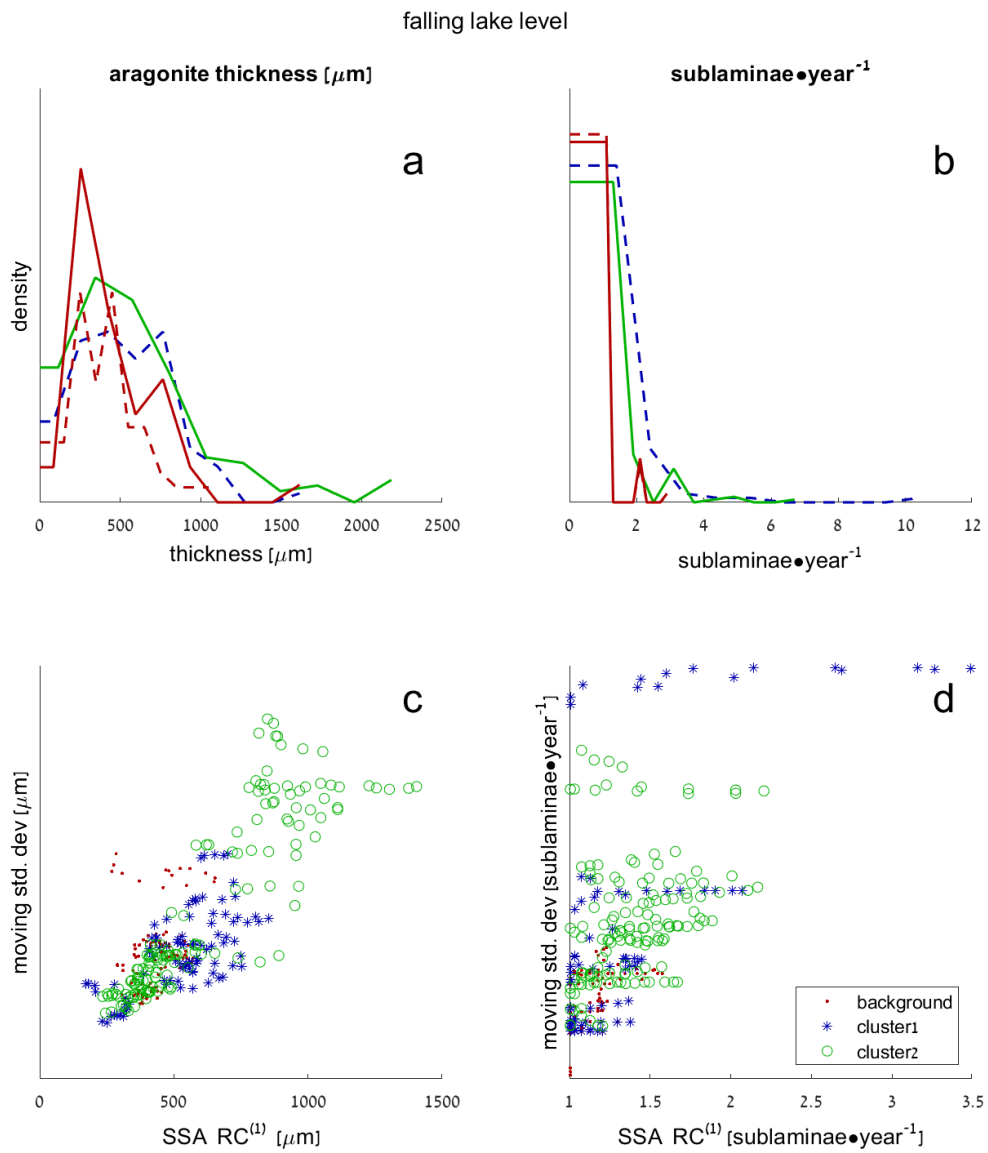 falling lake level
aragonite thickness [μm]
sublaminae●year⁻¹
a
b
density
0 500 1000 1500 2000 2500
0 2 4 6 8 10 12
thickness [μm]
sublaminae●year⁻¹
c
d
moving std. dev [μm]
moving std. dev [sublaminae●year⁻¹]
background
cluster1
cluster2
0 500 1000 1500
1 1.5 2 2.5 3 3.5
SSA RC⁽¹⁾ [μm]
SSA RC⁽¹⁾ [sublaminae●year⁻¹]